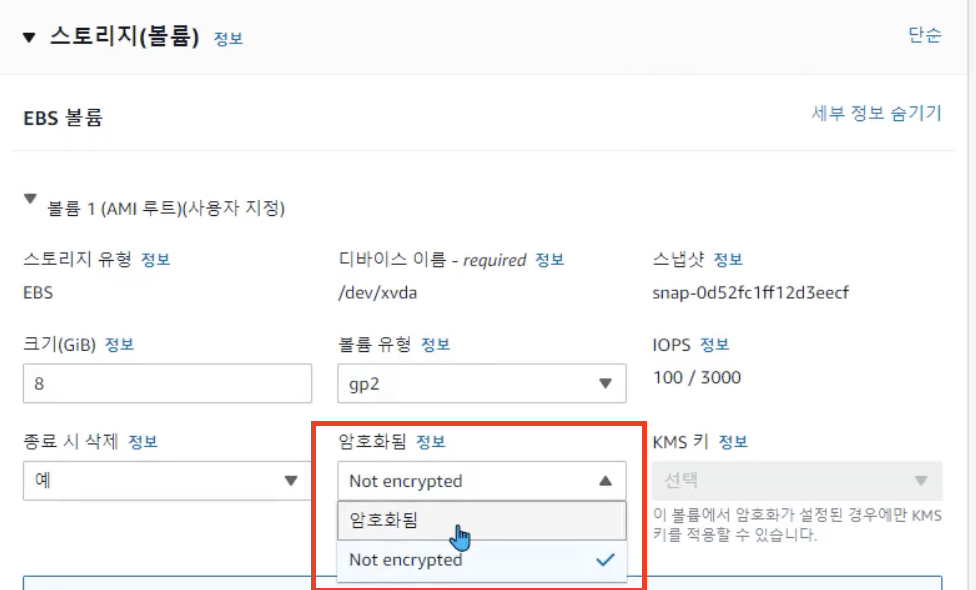 스토리지(볼륨) 정보 단순
EBS 볼륨 세부 정보 숨기기
볼륨 1 (AMI 루트)(사용자 지정)
스토리지 유형 정보 디바이스 이름 - required 정보 스냅샷 정보
EBS /dev/xvda snap-0d52fc1ff12d3eecf
크기(GiB) 정보 볼륨 유형 정보 IOPS 정보
8 gp2 100 / 3000
종료 시 삭제 정보 암호화됨 정보 KMS 키 정보
예 Not encrypted 선택
암호화됨 이 볼륨에서 암호화가 설정된 경우에만 KMS
키를 적용할 수 있습니다.
Not encrypted